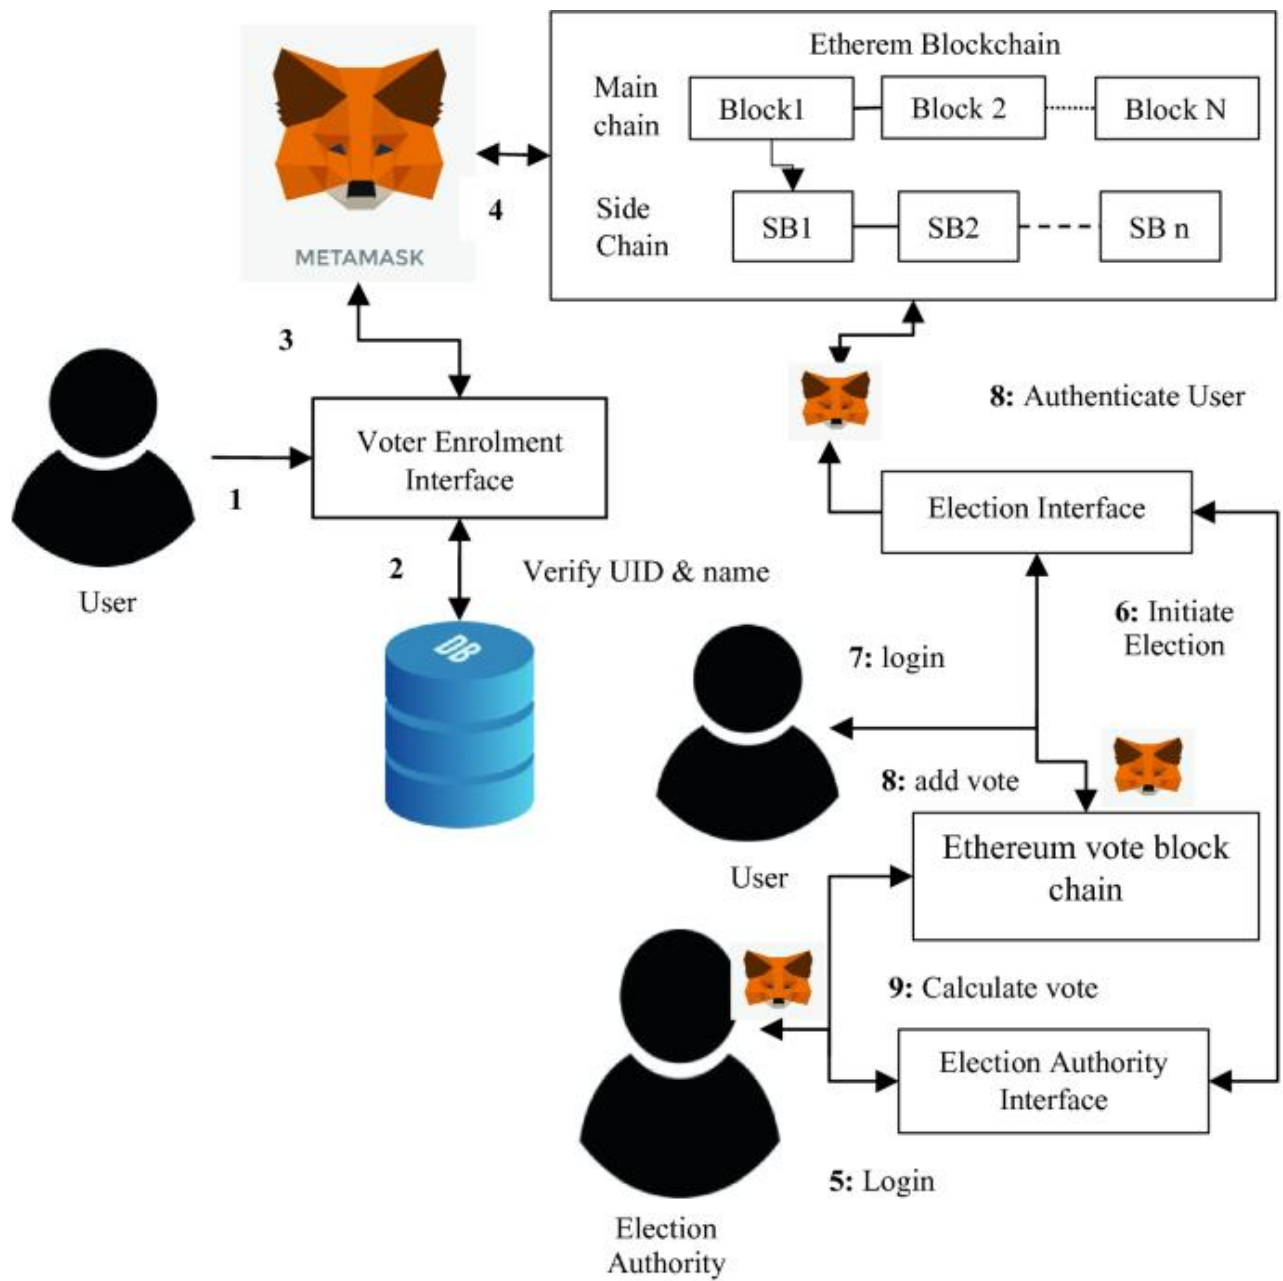 Etherem Blockchain
Main
chain
Block1
Block 2
Block N
Side
Chain
SB1
SB2
SB n
METAMASK
4
3
8: Authenticate User
Voter Enrolment
Interface
1
User
2
Verify UID & name
DB
Election Interface
6: Initiate
Election
7: login
8: add vote
User
Ethereum vote block
chain
9: Calculate vote
Election Authority
Interface
5: Login
Election
Authority